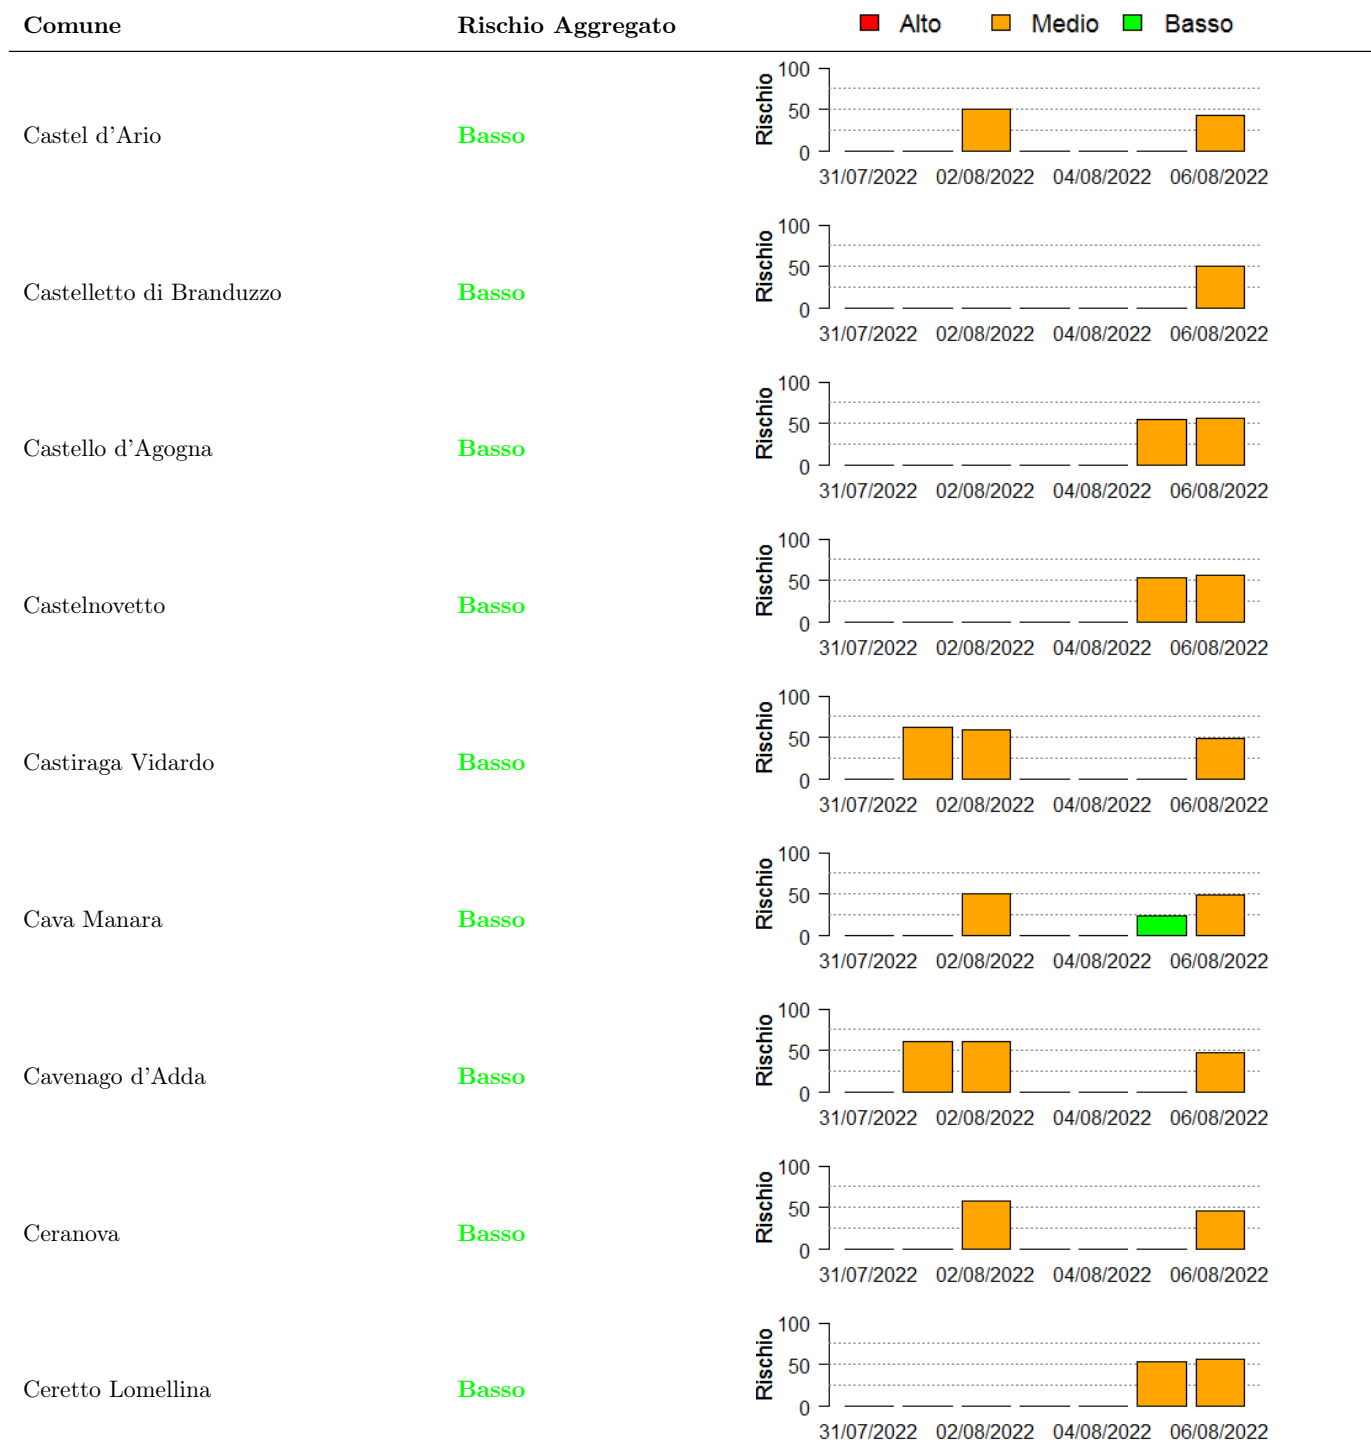 Comune Rischio Aggregato Alto Medio Basso
100
50
0
Rischio
Castel d'Ario Basso
31/07/2022 02/08/2022 04/08/2022 06/08/2022
100
50
0
Rischio
Castelletto di Branduzzo Basso
31/07/2022 02/08/2022 04/08/2022 06/08/2022
100
50
0
Rischio
Castello d'Agogna Basso
31/07/2022 02/08/2022 04/08/2022 06/08/2022
100
50
0
Rischio
Castelnovetto Basso
31/07/2022 02/08/2022 04/08/2022 06/08/2022
100
50
0
Rischio
Castiraga Vidardo Basso
31/07/2022 02/08/2022 04/08/2022 06/08/2022
100
50
0
Rischio
Cava Manara Basso
31/07/2022 02/08/2022 04/08/2022 06/08/2022
100
50
0
Rischio
Cavenago d'Adda Basso
31/07/2022 02/08/2022 04/08/2022 06/08/2022
100
50
0
Rischio
Ceranova Basso
31/07/2022 02/08/2022 04/08/2022 06/08/2022
100
50
0
Rischio
Ceretto Lomellina Basso
31/07/2022 02/08/2022 04/08/2022 06/08/2022